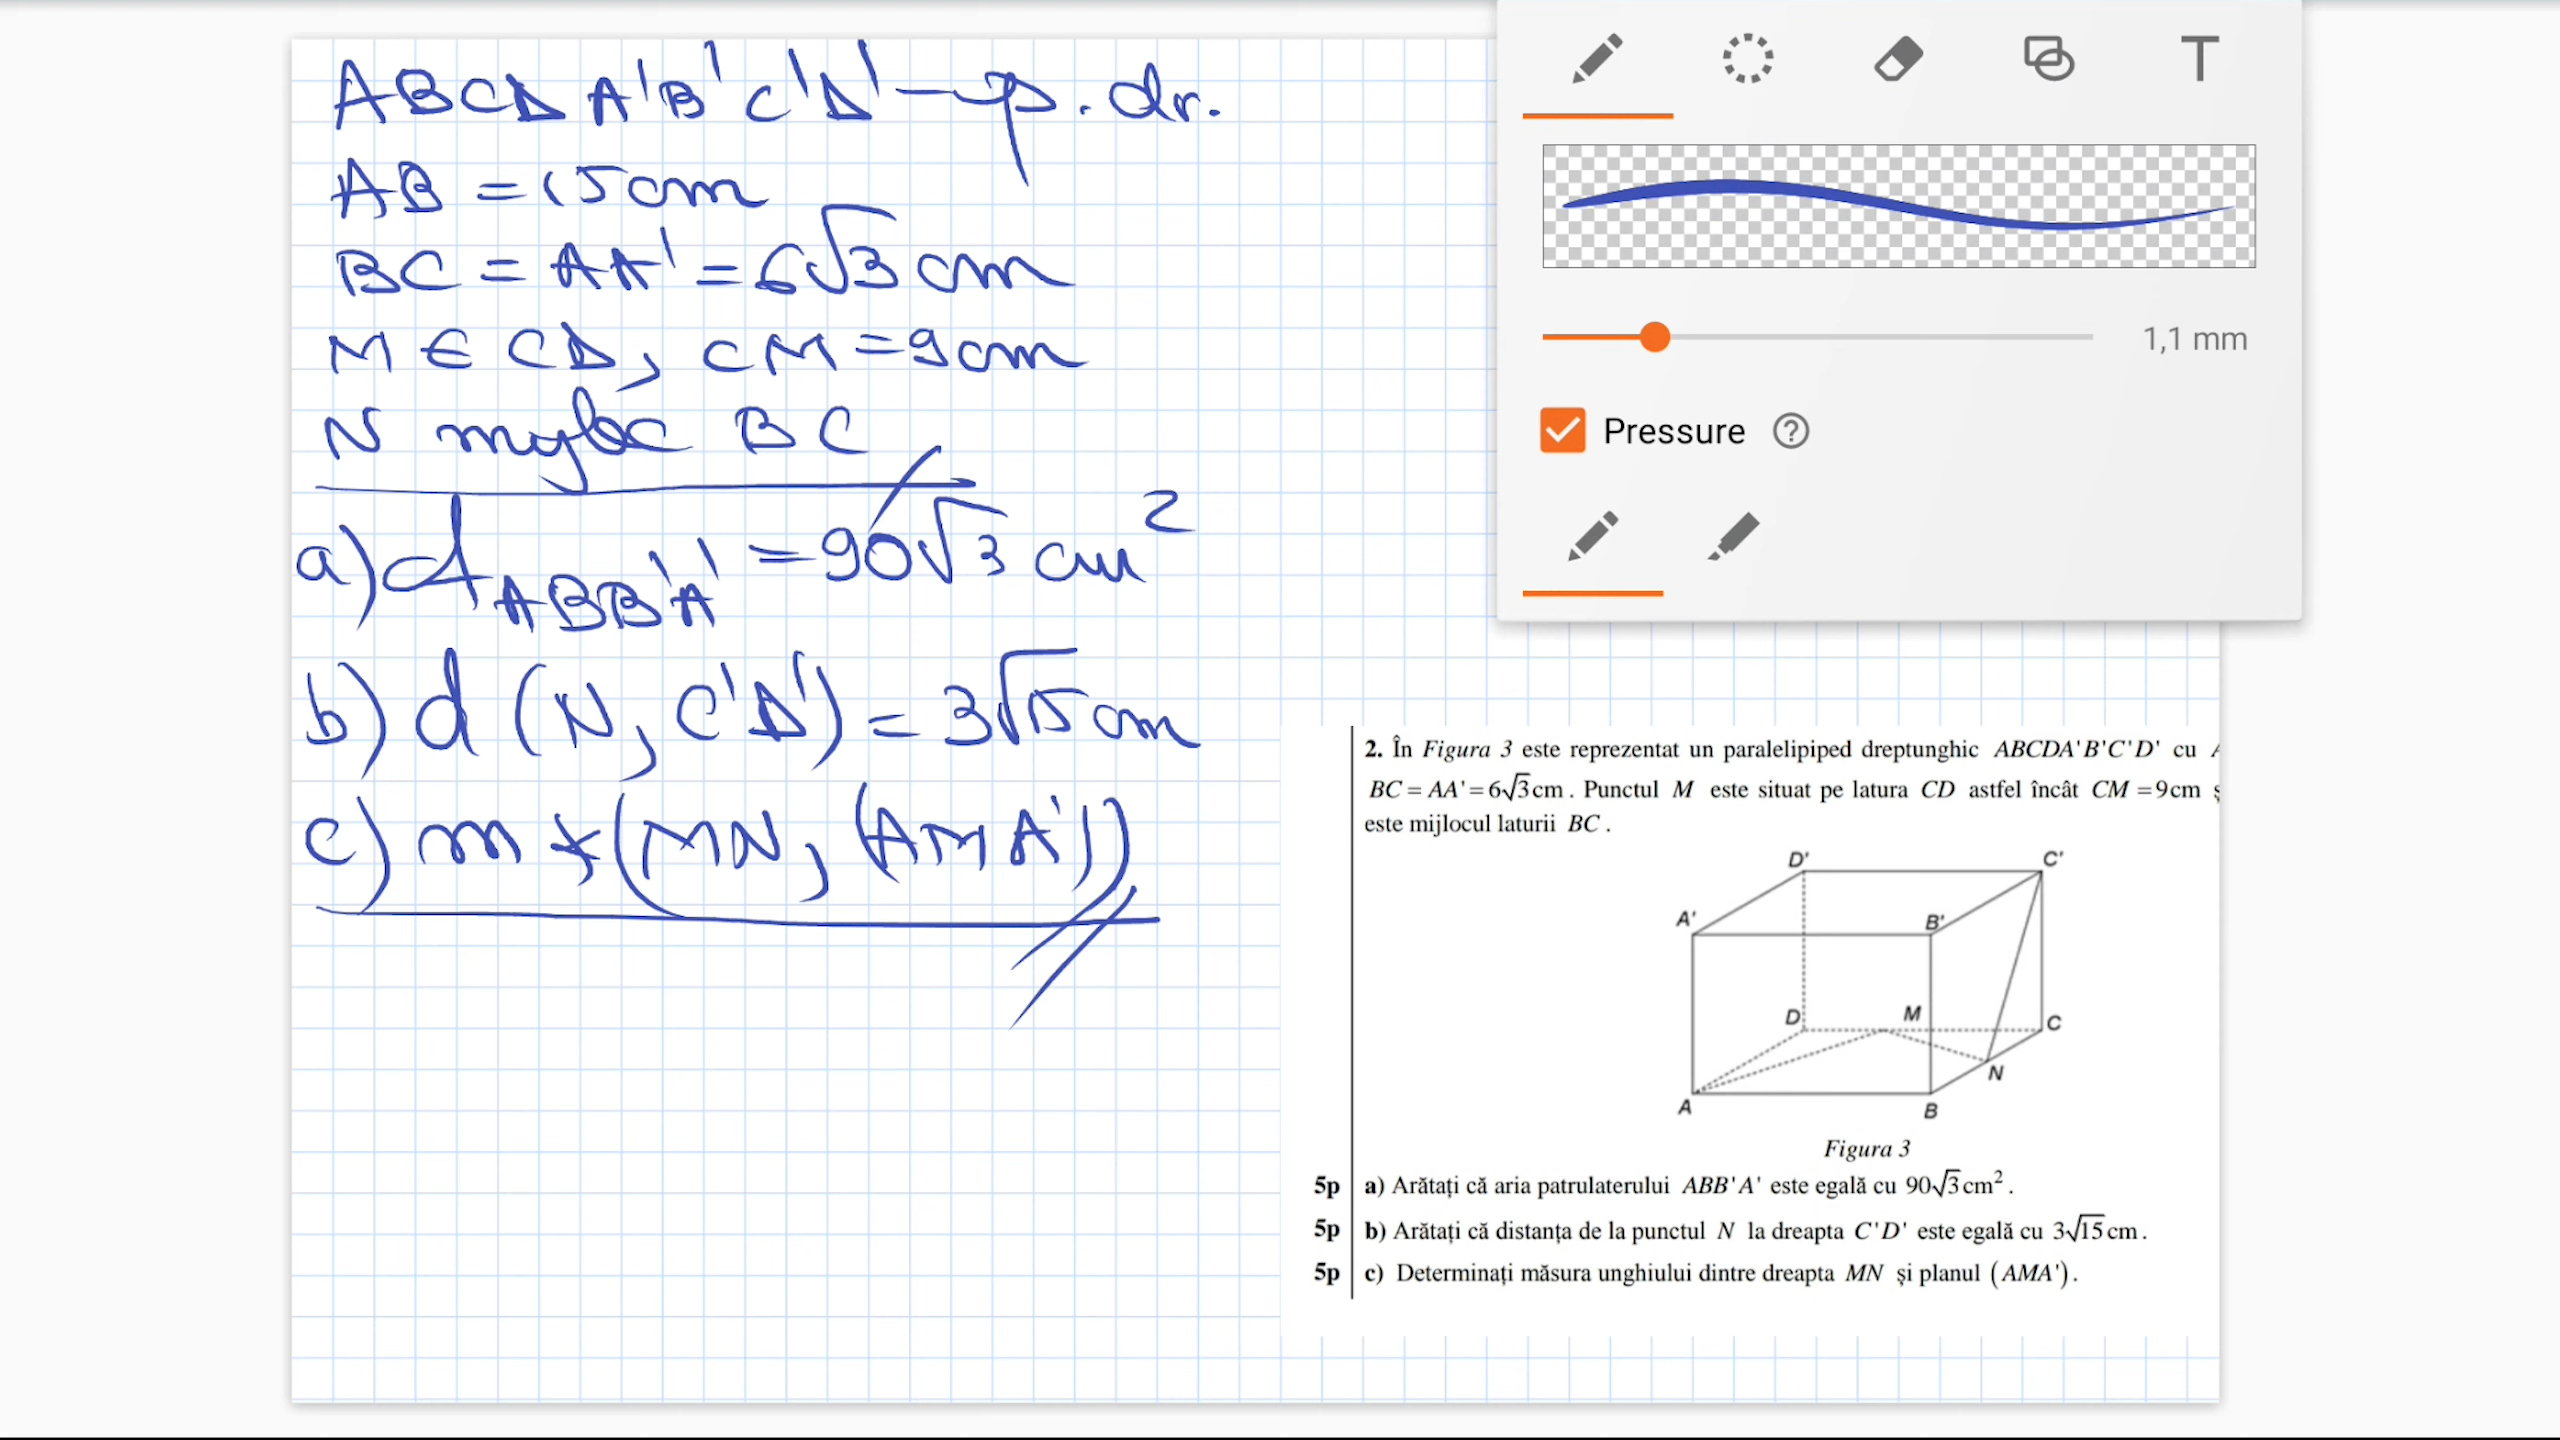 ABCDA'B'C'D' – p. dr.
AB = 15 cm
BC = AA' = 6√3 cm
M ∈ CD, CM = 9 cm
N mijloc BC
a) A ABB'A' = 90√3 cm²
b) d (N, C'D') = 3√15 cm
c) m ∢ (MN, (AMA'))
T
1,1 mm
Pressure ?
2. În Figura 3 este reprezentat un paralelipiped dreptunghic ABCDA'B'C'D' cu
BC = AA' = 6√3 cm. Punctul M este situat pe latura CD astfel încât CM = 9 cm
este mijlocul laturii BC.
D' C'
A' B'
D M C
N
A B
Figura 3
5p a) Arătați că aria patrulaterului ABB'A' este egală cu 90√3 cm².
5p b) Arătați că distanța de la punctul N la dreapta C'D' este egală cu 3√15 cm.
5p c) Determinați măsura unghiului dintre dreapta MN și planul (AMA').